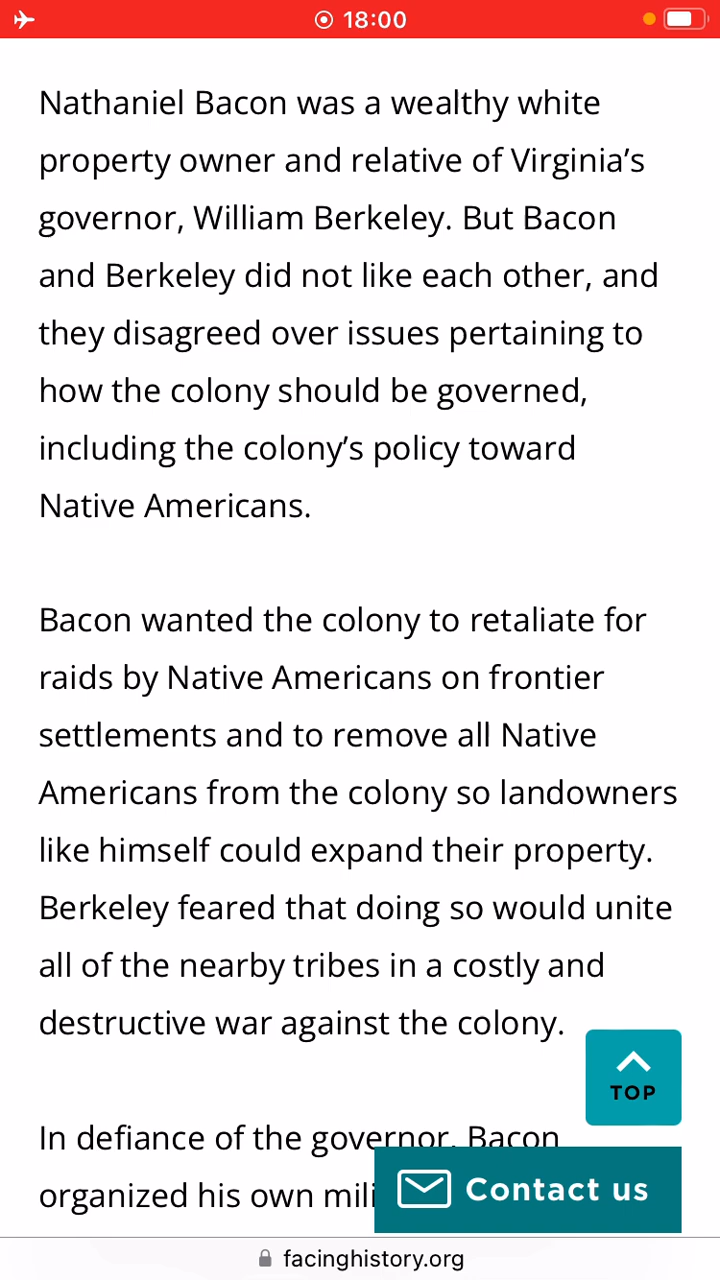 18:00
Nathaniel Bacon was a wealthy white
property owner and relative of Virginia’s
governor, William Berkeley. But Bacon
and Berkeley did not like each other, and
they disagreed over issues pertaining to
how the colony should be governed,
including the colony’s policy toward
Native Americans.
Bacon wanted the colony to retaliate for
raids by Native Americans on frontier
settlements and to remove all Native
Americans from the colony so landowners
like himself could expand their property.
Berkeley feared that doing so would unite
all of the nearby tribes in a costly and
destructive war against the colony.
TOP
In defiance of the governor, Bacon
organized his own mili
Contact us
facinghistory.org